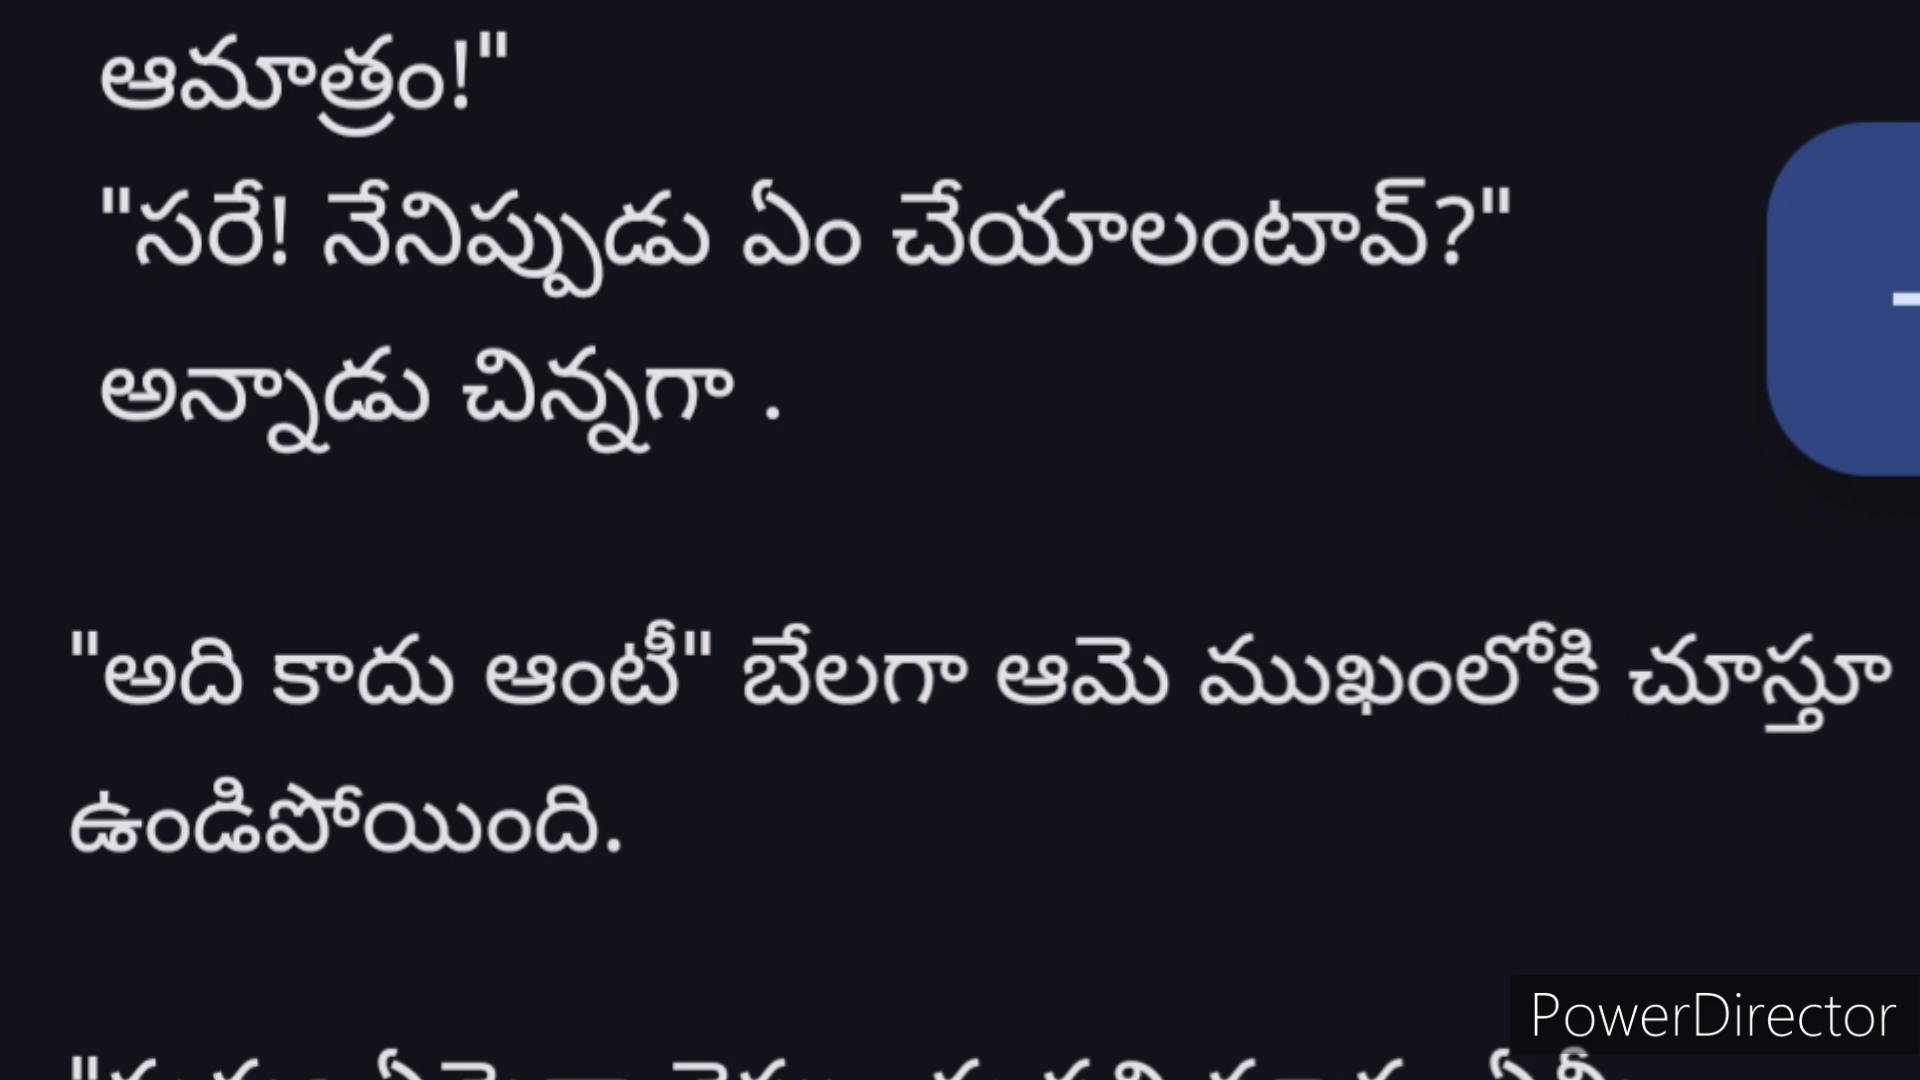 ఆమాత్రం!"
"సరే! నేనిప్పుడు ఏం చేయాలంటావ్?"
అన్నాడు చిన్నగా .
"అది కాదు ఆంటీ" బేలగా ఆమె ముఖంలోకి చూస్తూ
ఉండిపోయింది.
PowerDirector